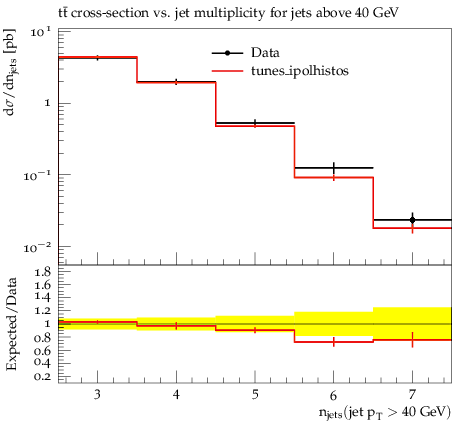 tt̄ cross-section vs. jet multiplicity for jets above 40 GeV
dσ/dn_jets [pb]
10^1
1
10^−1
10^−2
Data
tunes_ipolhistos
Expected/Data
1.8
1.6
1.4
1.2
1
0.8
0.6
0.4
0.2
3 4 5 6 7
n_jets(jet p_T > 40 GeV)